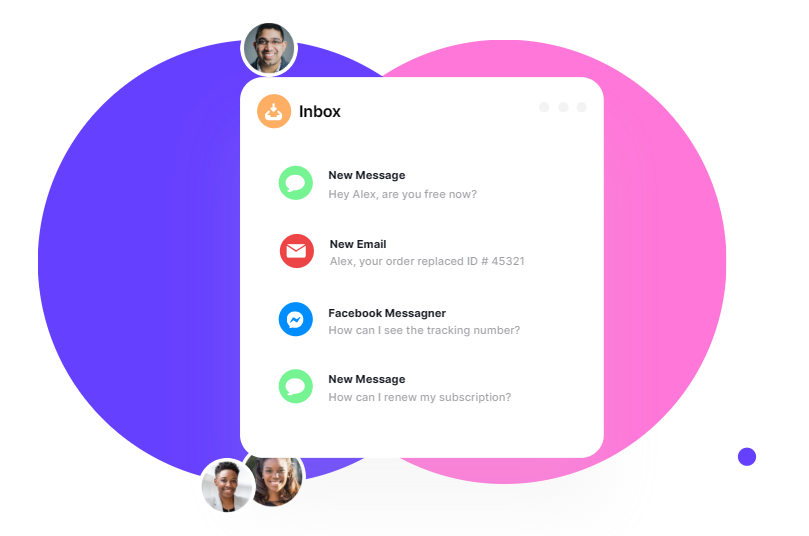 Inbox
New Message
Hey Alex, are you free now?
New Email
Alex, your order replaced ID # 45321
Facebook Messagner
How can I see the tracking number?
New Message
How can I renew my subscription?